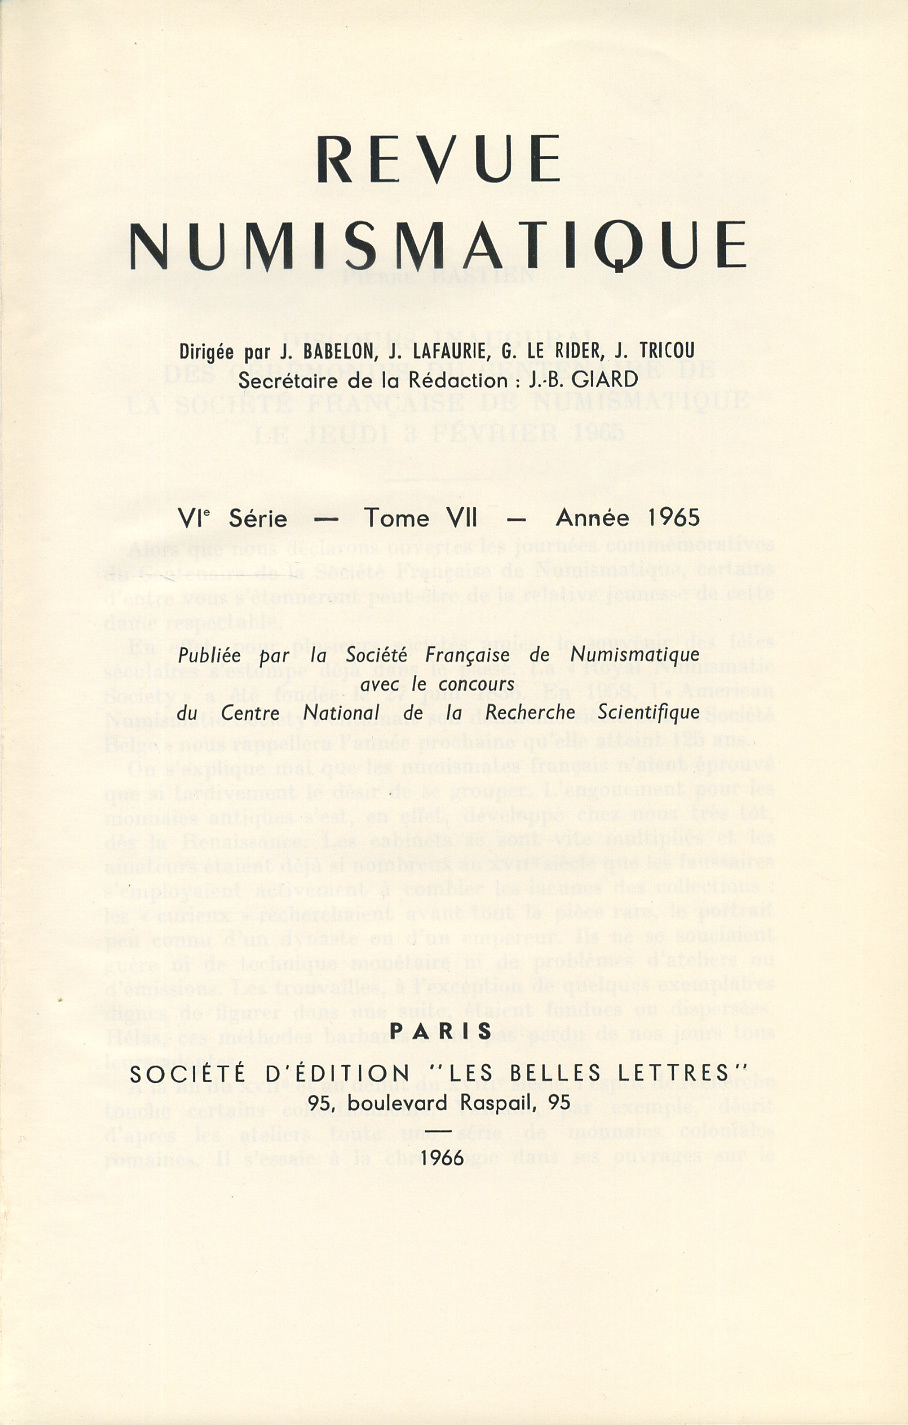 REVUE
NUMISMATIQUE
Dirigée par J. BABELON, J. LAFAURIE, G. LE RIDER, J. TRICOU
Secrétaire de la Rédaction : J.-B. GIARD
VIe Série — Tome VII — Année 1965
Publiée par la Société Française de Numismatique
avec le concours
du Centre National de la Recherche Scientifique
PARIS
SOCIÉTÉ D'ÉDITION "LES BELLES LETTRES"
95, boulevard Raspail, 95
1966